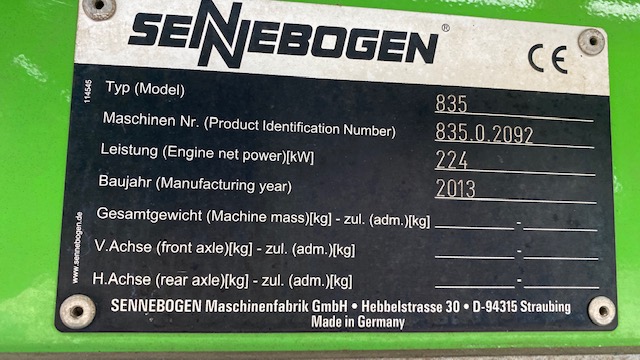 SENNEBOGEN®
CE
Typ (Model) 835
Maschinen Nr. (Product Identification Number) 835.0.2092
Leistung (Engine net power)[kW] 224
Baujahr (Manufacturing year) 2013
Gesamtgewicht (Machine mass)[kg] - zul. (adm.)[kg] -
V.Achse (front axle)[kg] - zul. (adm.)[kg] -
H.Achse (rear axle)[kg] - zul. (adm.)[kg] -
SENNEBOGEN Maschinenfabrik GmbH • Hebbelstrasse 30 • D-94315 Straubing
Made in Germany
114545
www.sennebogen.de